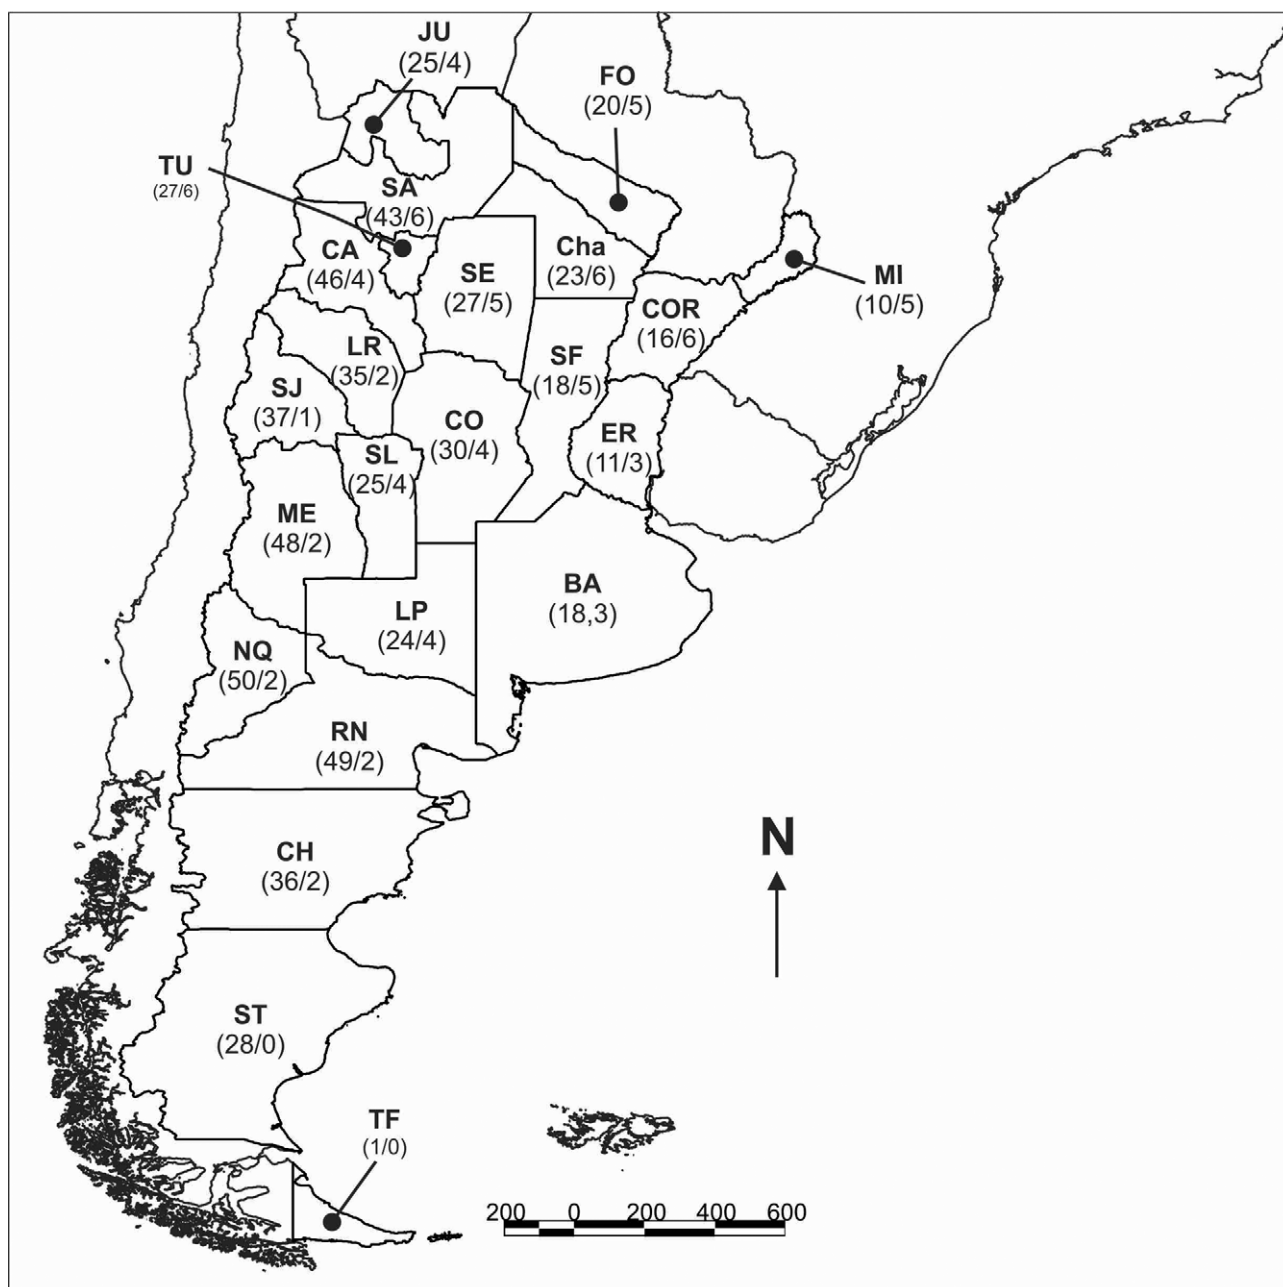 JU
(25/4)
FO
(20/5)
TU
(27/6)
SA
(43/6)
CA
(46/4)
SE
(27/5)
Cha
(23/6)
MI
(10/5)
COR
(16/6)
LR
(35/2)
SF
(18/5)
SJ
(37/1)
CO
(30/4)
ER
(11/3)
SL
(25/4)
ME
(48/2)
BA
(18,3)
LP
(24/4)
NQ
(50/2)
RN
(49/2)
N
CH
(36/2)
ST
(28/0)
TF
(1/0)
200 0 200 400 600